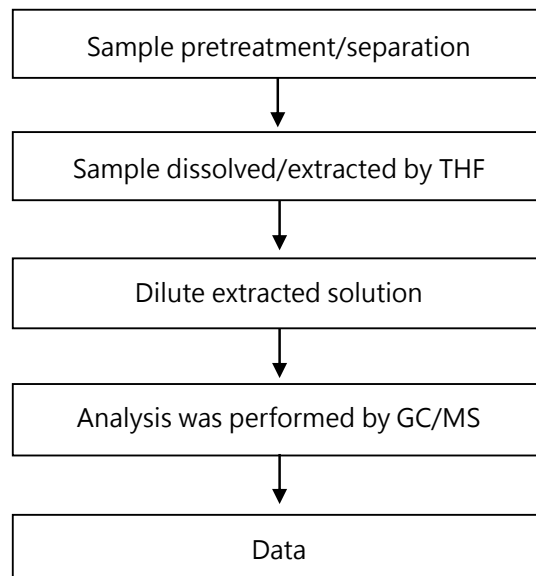 Sample pretreatment/separation
Sample dissolved/extracted by THF
Dilute extracted solution
Analysis was performed by GC/MS
Data